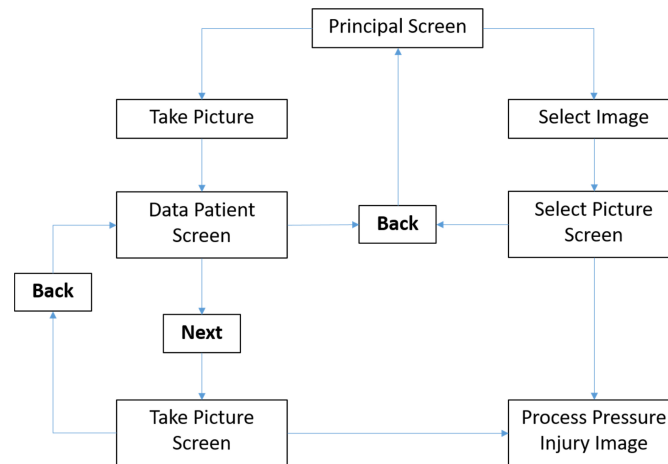 Principal Screen
Take Picture
Select Image
Data Patient
Screen
Back
Select Picture
Screen
Back
Next
Take Picture
Screen
Process Pressure
Injury Image